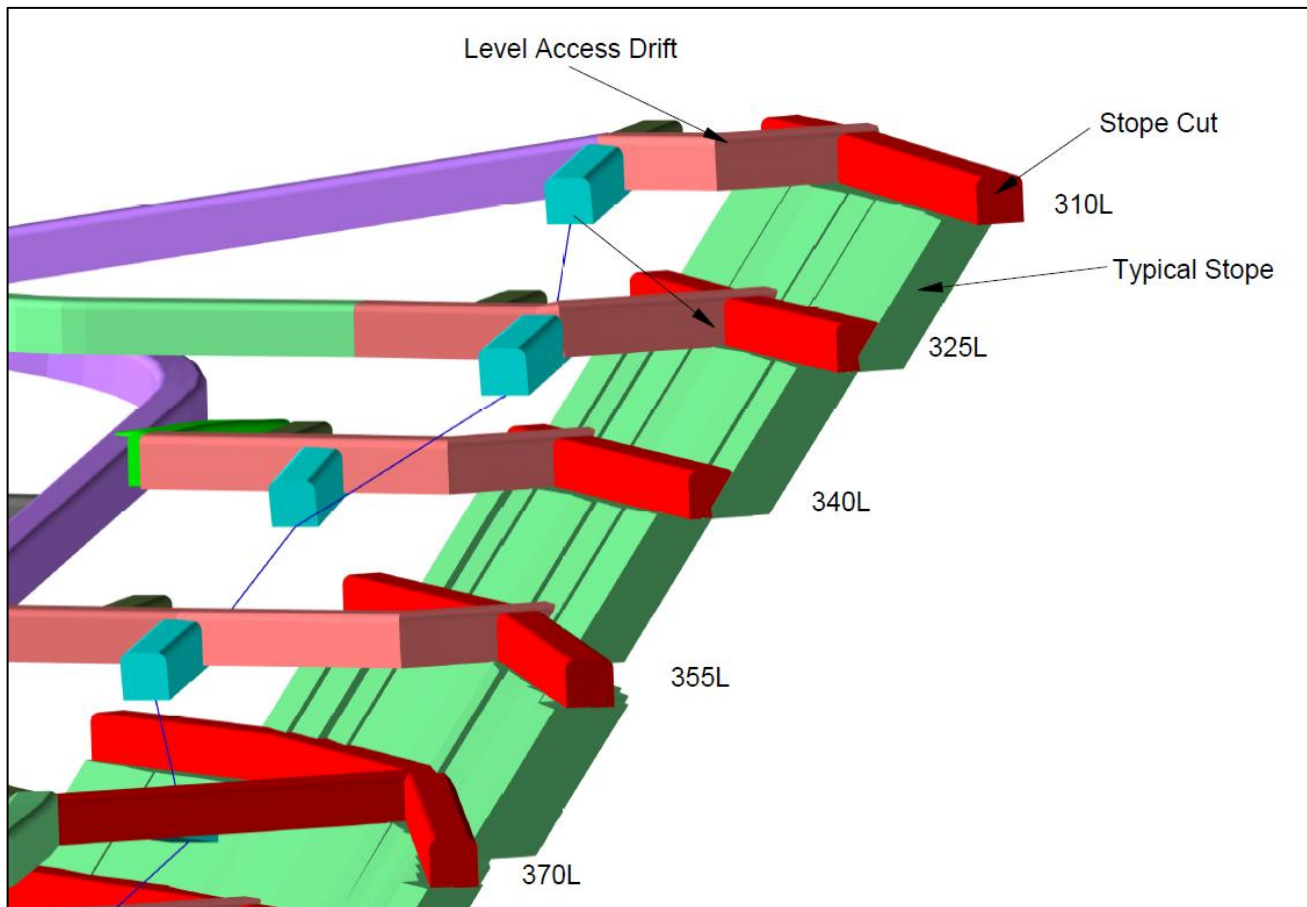 Level Access Drift
Stope Cut
310L
Typical Stope
325L
340L
355L
370L